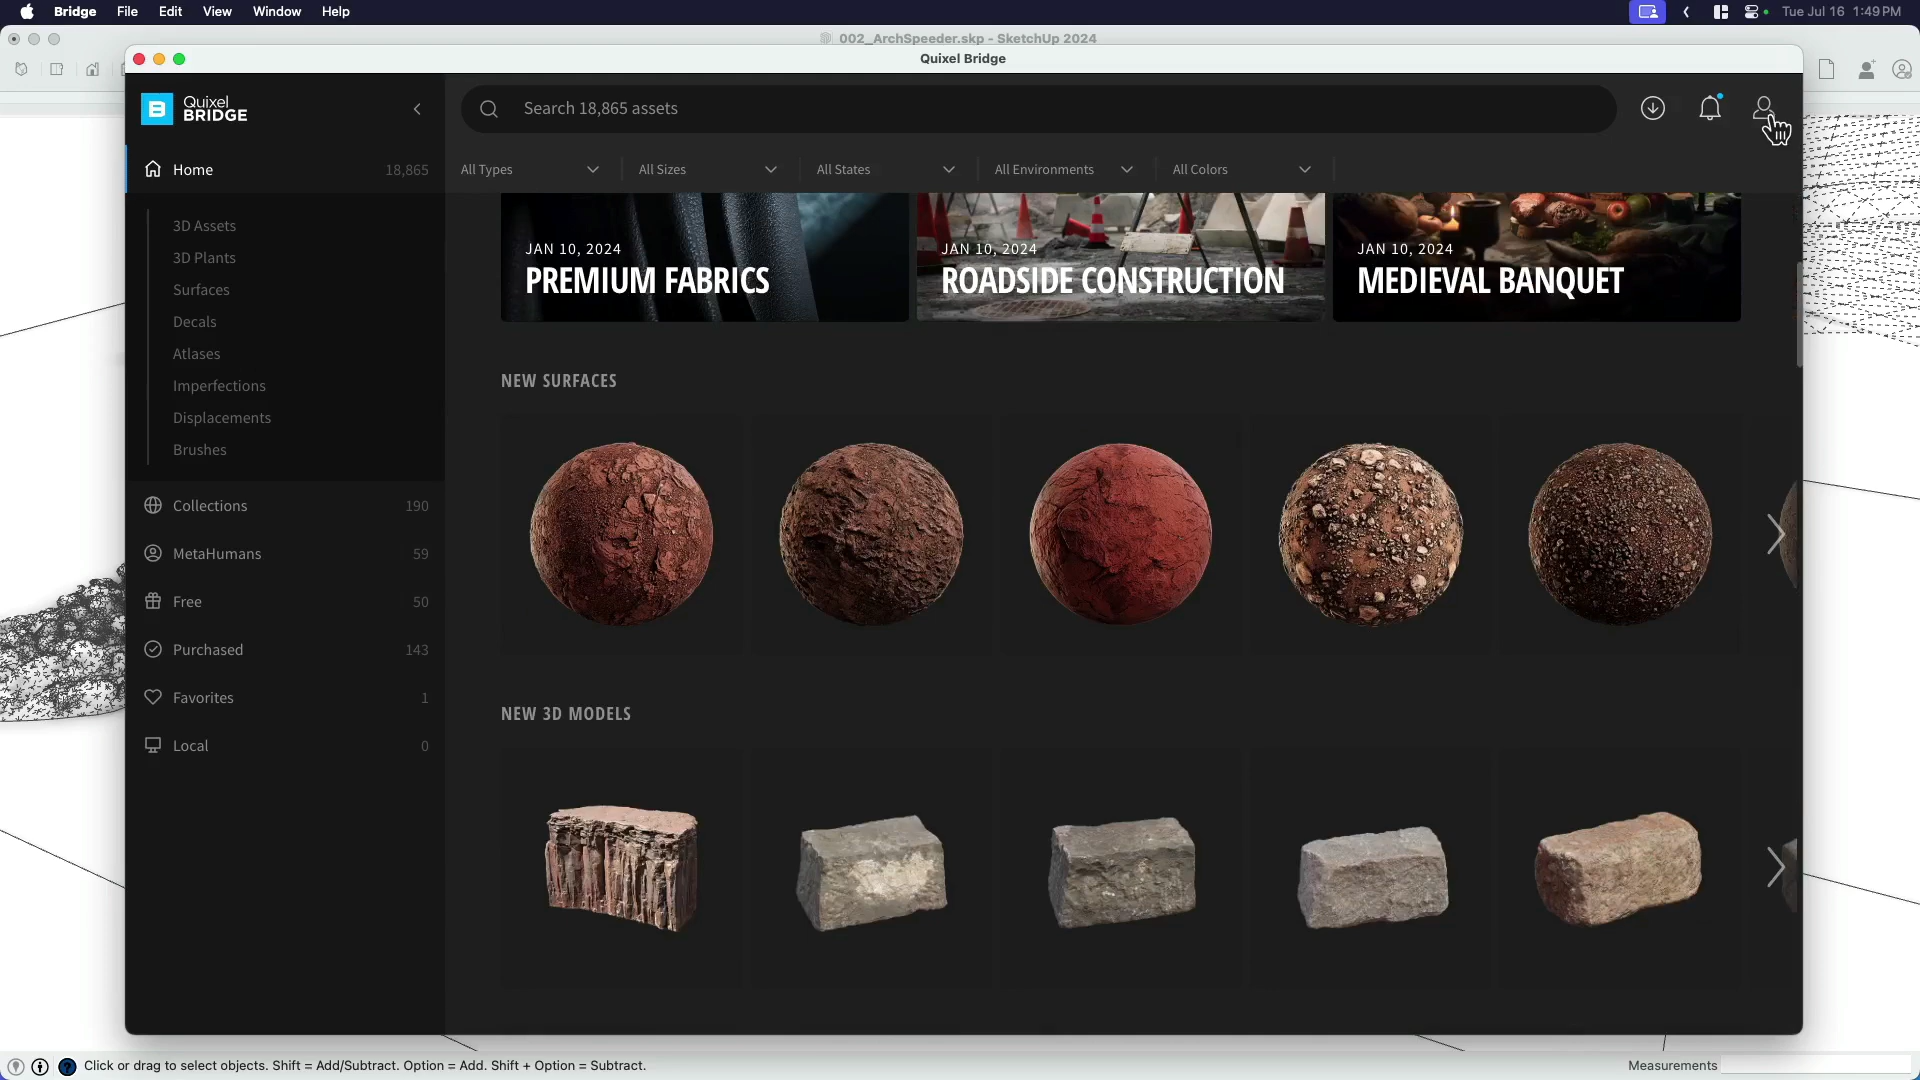 Bridge File Edit View Window Help
Tue Jul 16 1:49 PM
002_ArchSpeeder.skp - SketchUp 2024
Quixel Bridge
B Quixel BRIDGE
Search 18,865 assets
Home 18,865
All Types All Sizes All States All Environments All Colors
3D Assets
3D Plants
Surfaces
Decals
Atlases
Imperfections
Displacements
Brushes
Collections 190
MetaHumans 59
Free 50
Purchased 143
Favorites 1
Local 0
JAN 10, 2024
PREMIUM FABRICS
JAN 10, 2024
ROADSIDE CONSTRUCTION
JAN 10, 2024
MEDIEVAL BANQUET
NEW SURFACES
NEW 3D MODELS
Click or drag to select objects. Shift = Add/Subtract. Option = Add. Shift + Option = Subtract.
Measurements